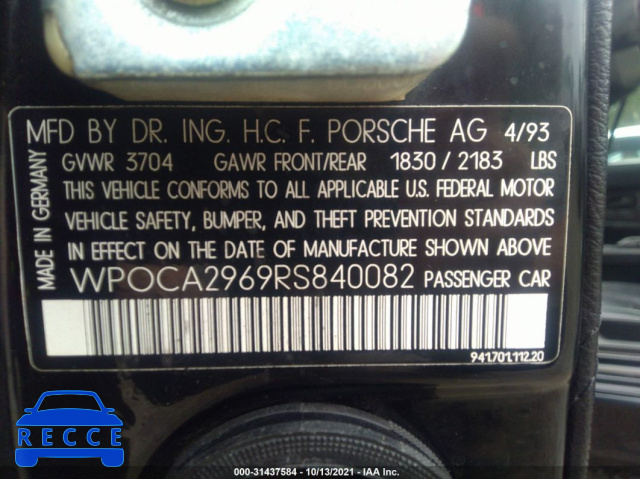 MFD BY DR. ING. H.C. F. PORSCHE AG 4/93
GVWR 3704 GAWR FRONT/REAR 1830/2183 LBS
THIS VEHICLE CONFORMS TO ALL APPLICABLE U.S. FEDERAL MOTOR
VEHICLE SAFETY, BUMPER, AND THEFT PREVENTION STANDARDS
IN EFFECT ON THE DATE OF MANUFACTURE SHOWN ABOVE
WP0CA2969RS840082 PASSENGER CAR
941.701.112.20
MADE IN GERMANY
RECCE
000-31437584 - 10/13/2021 - IAA Inc.